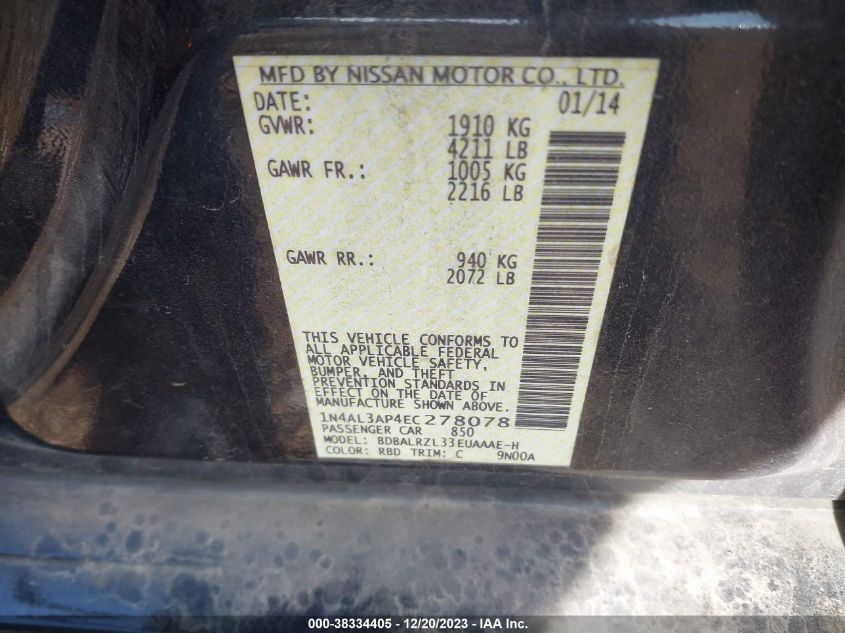 MFD BY NISSAN MOTOR CO., LTD.
DATE: 01/14
GVWR: 1910 KG
4211 LB
GAWR FR.: 1005 KG
2216 LB
GAWR RR.: 940 KG
2072 LB
THIS VEHICLE CONFORMS TO
ALL APPLICABLE FEDERAL
MOTOR VEHICLE SAFETY,
BUMPER, AND THEFT
PREVENTION STANDARDS IN
EFFECT ON THE DATE OF
MANUFACTURE SHOWN ABOVE.
1N4AL3AP4EC278078
PASSENGER CAR 850
MODEL: BDBALRZL33EUAAAE-H
COLOR: RBD TRIM: C 9N00A
000-38334405 - 12/20/2023 - IAA Inc.